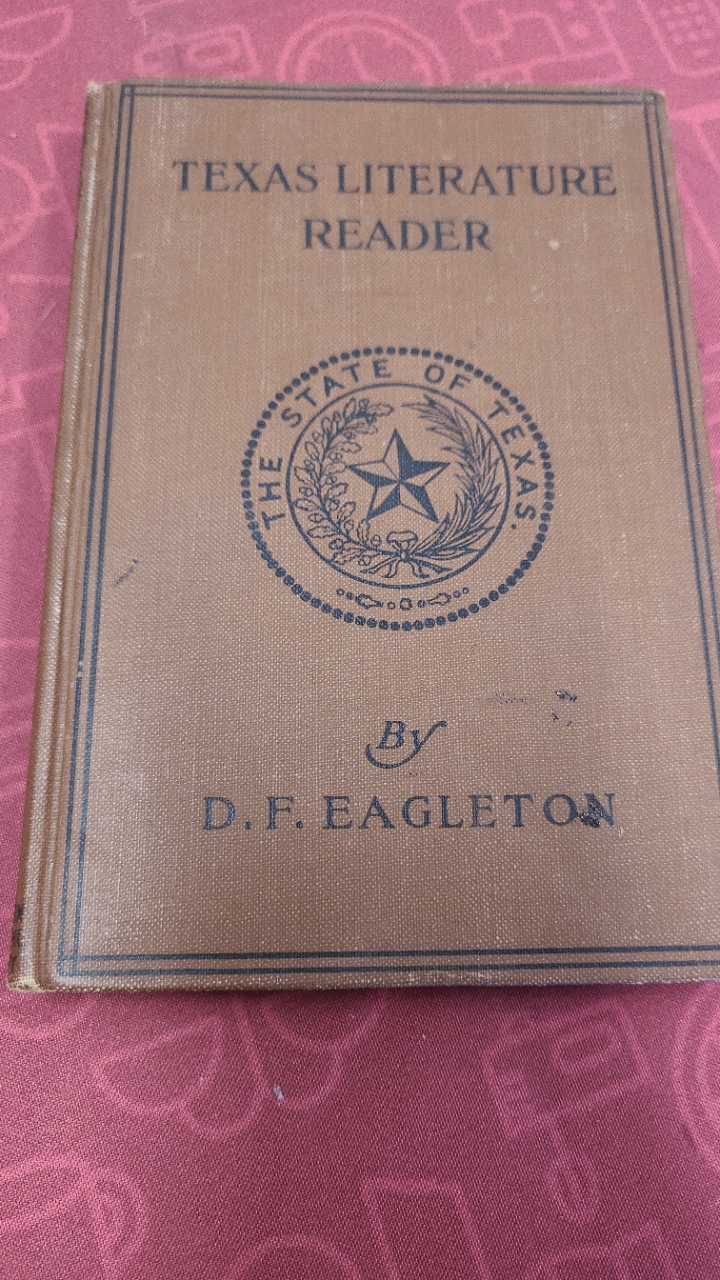 TEXAS LITERATURE
READER
THE STATE OF TEXAS.
By
D. F. EAGLETON